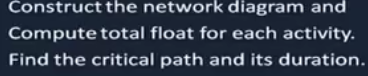 Construct the network diagram and
Compute total float for each activity.
Find the critical path and its duration.